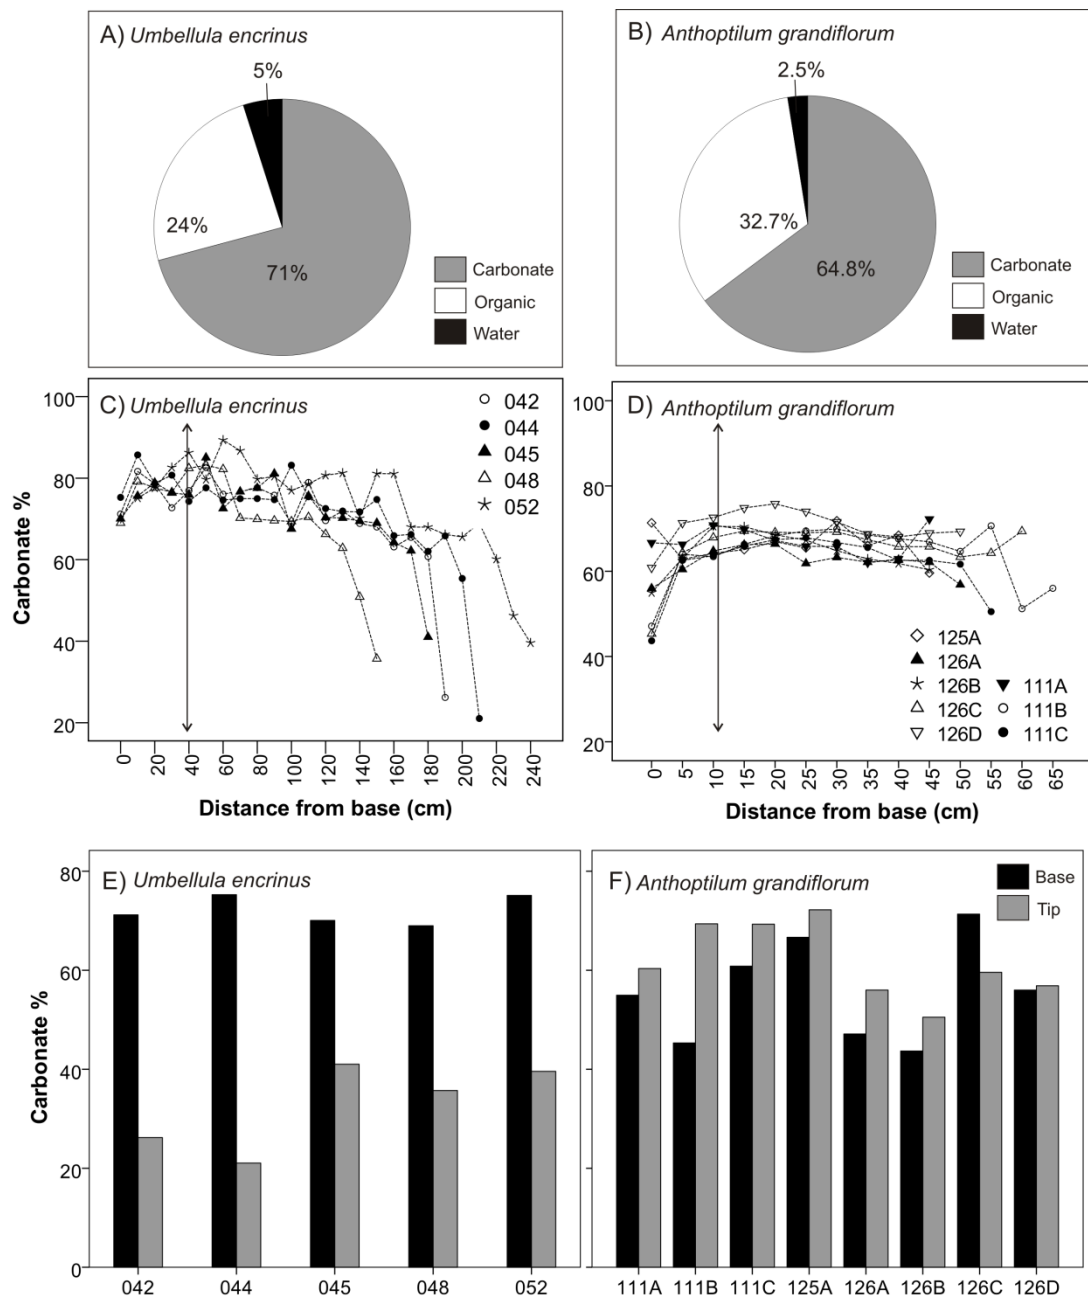 A) Umbellula encrinus
5%
24%
71%
Carbonate
Organic
Water
B) Anthoptilum grandiflorum
2.5%
32.7%
64.8%
Carbonate
Organic
Water
C) Umbellula encrinus
042
044
045
048
052
100
80
60
40
20
Carbonate %
0 20 40 60 80 100 120 140 160 180 200 220 240
Distance from base (cm)
D) Anthoptilum grandiflorum
100
80
60
40
20
125A
126A
126B 111A
126C 111B
126D 111C
0 5 10 15 20 25 30 35 40 45 50 55 60 65
Distance from base (cm)
E) Umbellula encrinus
80
60
40
20
0
Carbonate %
042 044 045 048 052
F) Anthoptilum grandiflorum
Base
Tip
111A 111B 111C 125A 126A 126B 126C 126D